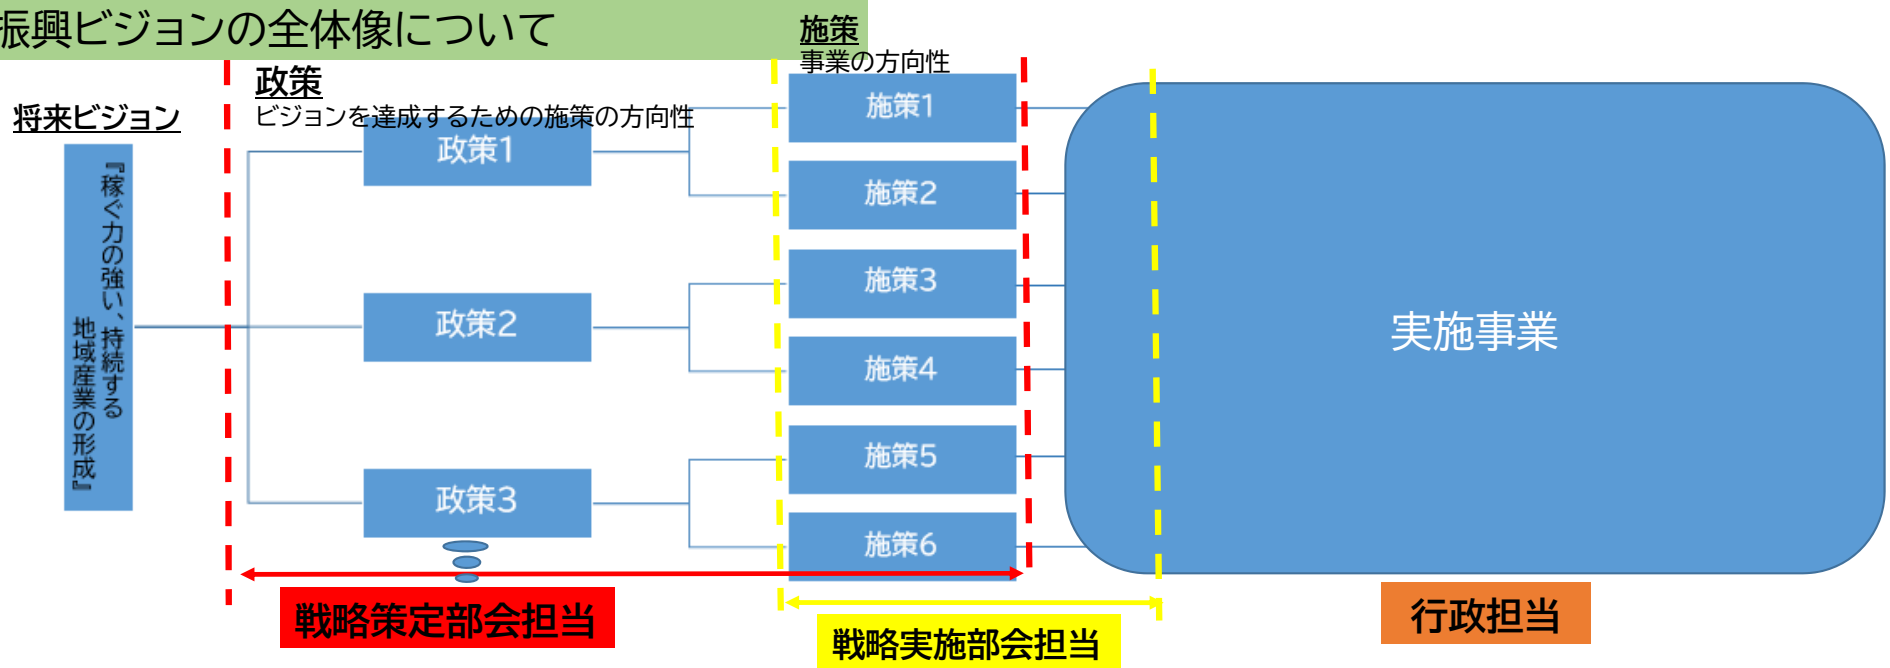 振興ビジョンの全体像について
将来ビジョン
『稼ぐ力の強い、持続する
地域産業の形成』
政策
ビジョンを達成するための施策の方向性
政策1
政策2
政策3
施策
事業の方向性
施策1
施策2
施策3
施策4
施策5
施策6
実施事業
戦略策定部会担当
戦略実施部会担当
行政担当